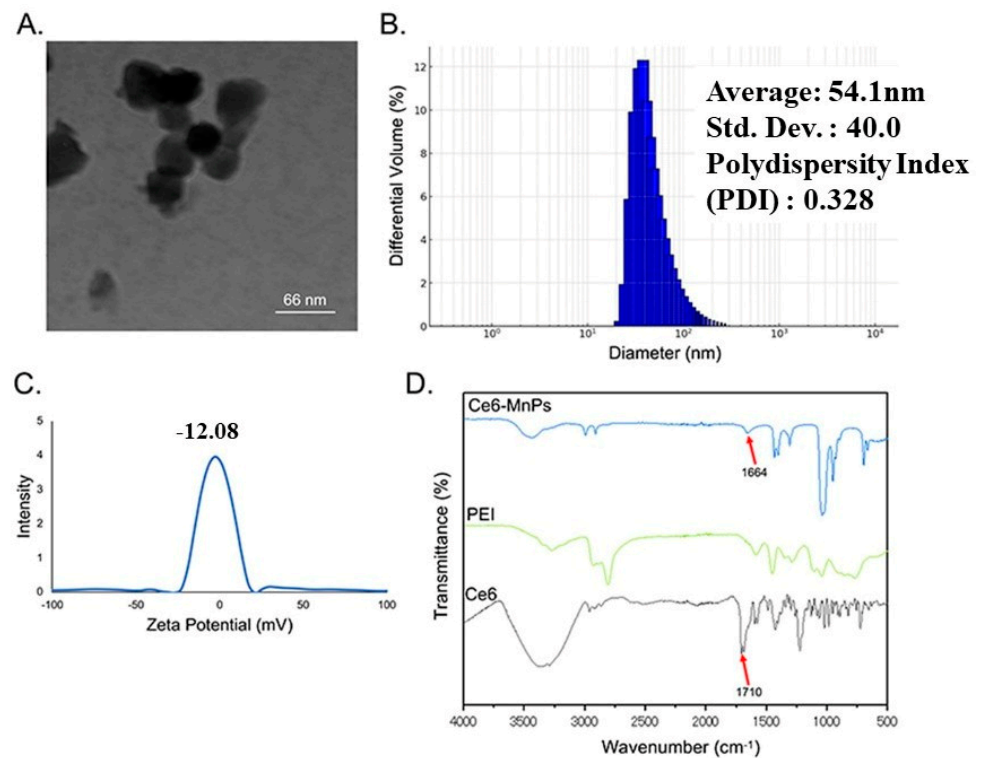 A.
66 nm
B.
Differential Volume (%)
12
10
8
6
4
2
0
10⁰
10¹
10²
10³
10⁴
Diameter (nm)
Average: 54.1nm
Std. Dev. : 40.0
Polydispersity Index
(PDI) : 0.328
C.
-12.08
Intensity
5
4
3
2
1
0
-100
-50
0
50
100
Zeta Potential (mV)
D.
Transmittance (%)
Ce6-MnPs
1664
PEI
Ce6
1710
4000
3500
3000
2500
2000
1500
1000
500
Wavenumber (cm⁻¹)